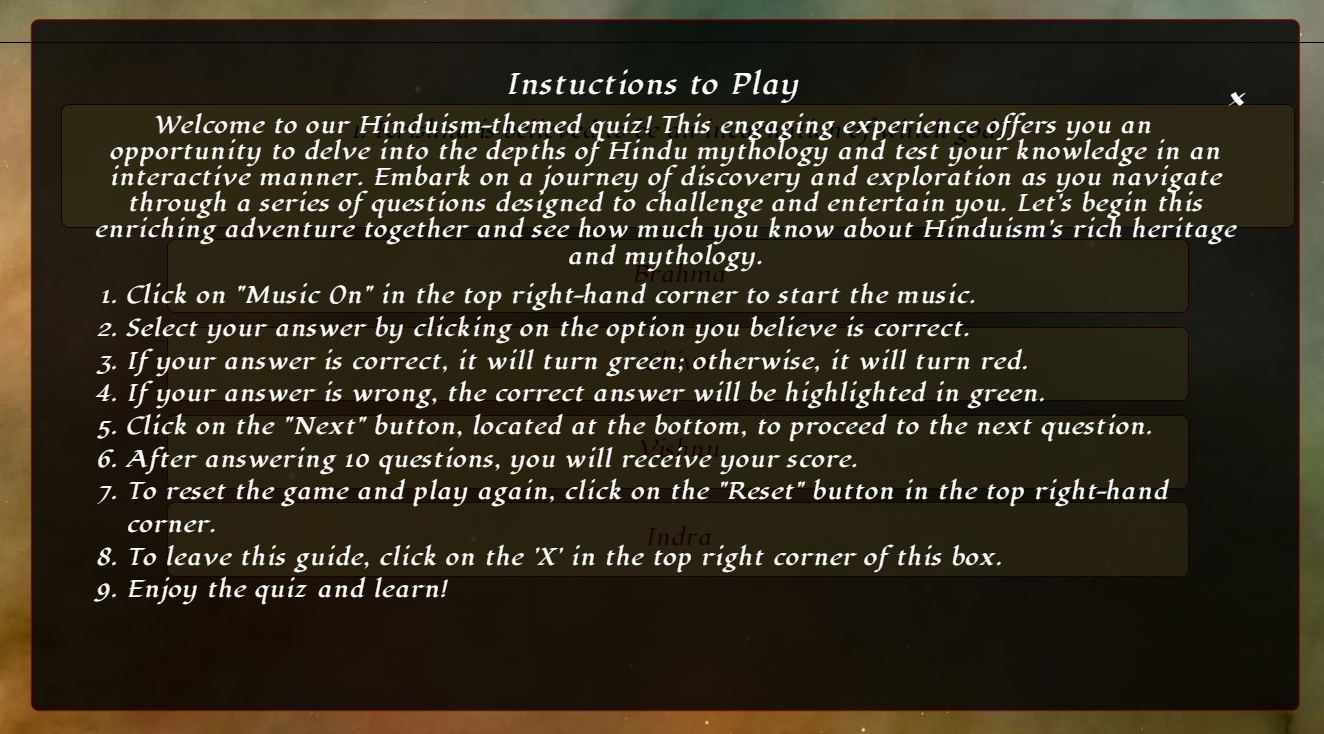 Instuctions to Play
x
Welcome to our Hinduism-themed quiz! This engaging experience offers you an
opportunity to delve into the depths of Hindu mythology and test your knowledge in an
interactive manner. Embark on a journey of discovery and exploration as you navigate
through a series of questions designed to challenge and entertain you. Let's begin this
enriching adventure together and see how much you know about Hinduism's rich heritage
and mythology.
Brahma
1. Click on "Music On" in the top right-hand corner to start the music.
2. Select your answer by clicking on the option you believe is correct.
3. If your answer is correct, it will turn green; otherwise, it will turn red.
4. If your answer is wrong, the correct answer will be highlighted in green.
5. Click on the "Next" button, located at the bottom, to proceed to the next question.
Vishnu
6. After answering 10 questions, you will receive your score.
7. To reset the game and play again, click on the "Reset" button in the top right-hand
corner.
Indra
8. To leave this guide, click on the 'X' in the top right corner of this box.
9. Enjoy the quiz and learn!